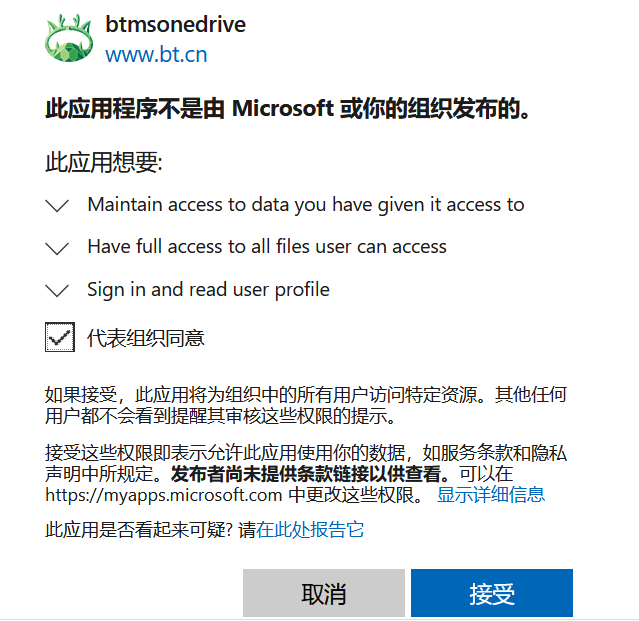 btmsonedrive
www.bt.cn
此应用程序不是由 Microsoft 或你的组织发布的。
此应用想要:
Maintain access to data you have given it access to
Have full access to all files user can access
Sign in and read user profile
代表组织同意
如果接受，此应用将为组织中的所有用户访问特定资源。其他任何
用户都不会看到提醒其审核这些权限的提示。
接受这些权限即表示允许此应用使用你的数据，如服务条款和隐私
声明中所规定。发布者尚未提供条款链接以供查看。可以在
https://myapps.microsoft.com 中更改这些权限。 显示详细信息
此应用是否看起来可疑? 请在此处报告它
取消
接受